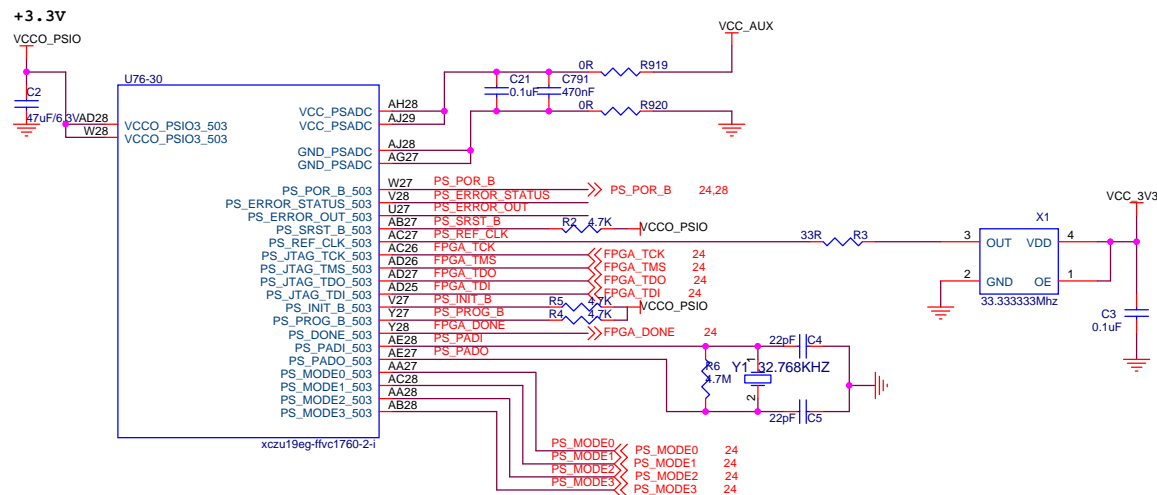 +3.3V
VCCO_PSIO
VCC_AUX
U76-30
C2
47uF/6.3V
AD28
W28
VCCO_PSIO3_503
VCCO_PSIO3_503
VCC_PSADC AH28
VCC_PSADC AJ29
GND_PSADC AJ28
GND_PSADC AG27
C21
0.1uF
C791
470nF
0R R919
0R R920
PS_POR_B_503 W27 PS_POR_B PS_POR_B 24,28
PS_ERROR_STATUS_503 V28 PS_ERROR_STATUS
PS_ERROR_OUT_503 U27 PS_ERROR_OUT
PS_SRST_B_503 AB27 PS_SRST_B R2 4.7K VCCO_PSIO
PS_REF_CLK_503 AC27 PS_REF_CLK 33R R3
PS_JTAG_TCK_503 AC26 FPGA_TCK FPGA_TCK 24
PS_JTAG_TMS_503 AD26 FPGA_TMS FPGA_TMS 24
PS_JTAG_TDO_503 AD27 FPGA_TDO FPGA_TDO 24
PS_JTAG_TDI_503 AD25 FPGA_TDI FPGA_TDI 24
PS_INIT_B_503 V27 PS_INIT_B R5 4.7K VCCO_PSIO
PS_PROG_B_503 Y27 PS_PROG_B R4 4.7K
PS_DONE_503 Y28 FPGA_DONE FPGA_DONE 24
PS_PADI_503 AE28 PS_PADI
PS_PADO_503 AE27 PS_PADO
PS_MODE0_503 AA27
PS_MODE1_503 AC28
PS_MODE2_503 AA28
PS_MODE3_503 AB28
xczu19eg-ffvc1760-2-i
VCC_3V3
X1
3 OUT VDD 4
2 GND OE 1
33.333333Mhz
C3
0.1uF
22pF C4
R6
4.7M
Y1 32.768KHZ
1
2
22pF C5
PS_MODE0 PS_MODE0 24
PS_MODE1 PS_MODE1 24
PS_MODE2 PS_MODE2 24
PS_MODE3 PS_MODE3 24